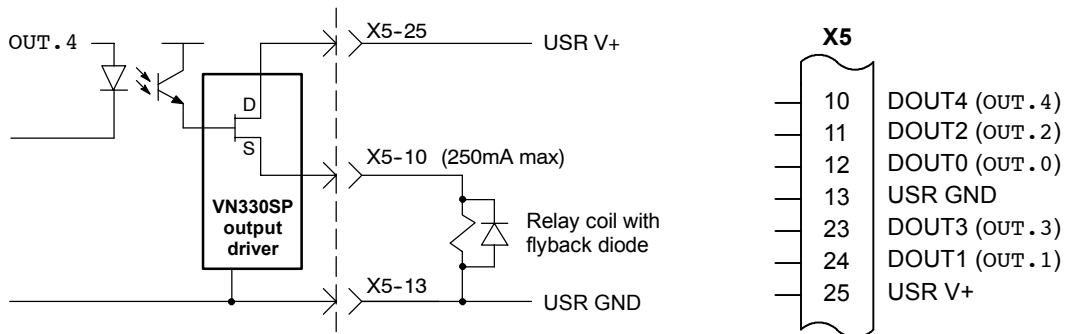 OUT.4
X5-25
USR V+
D
S
X5-10 (250mA max)
VN330SP
output
driver
Relay coil with
flyback diode
X5-13
USR GND
X5
10 DOUT4 (OUT.4)
11 DOUT2 (OUT.2)
12 DOUT0 (OUT.0)
13 USR GND
23 DOUT3 (OUT.3)
24 DOUT1 (OUT.1)
25 USR V+